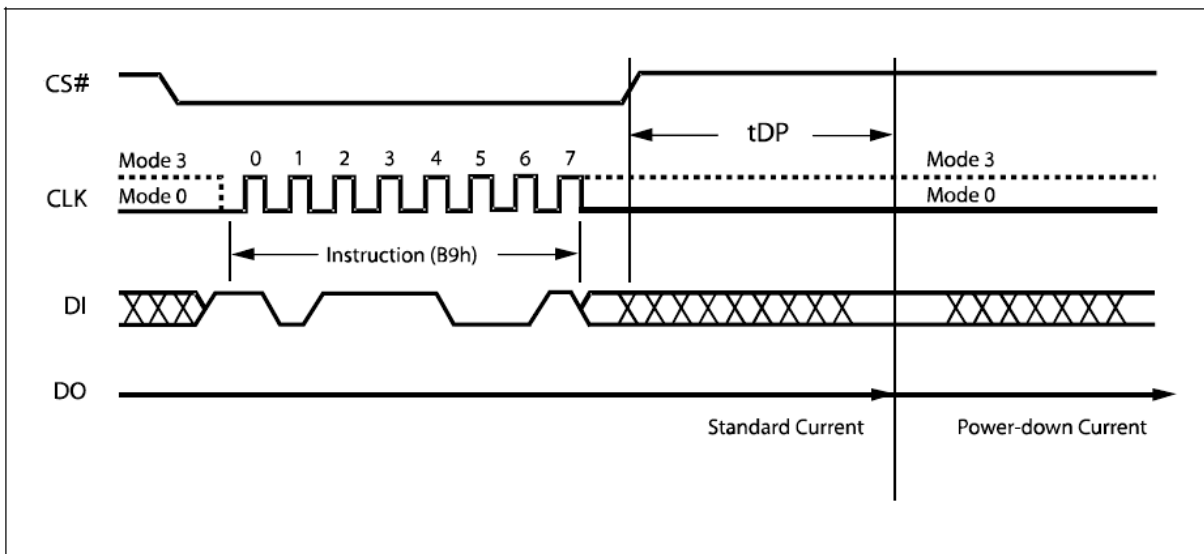 CS#
tDP
Mode 3
0 1 2 3 4 5 6 7
Mode 3
CLK
Mode 0
Mode 0
Instruction (B9h)
DI
DO
Standard Current
Power-down Current